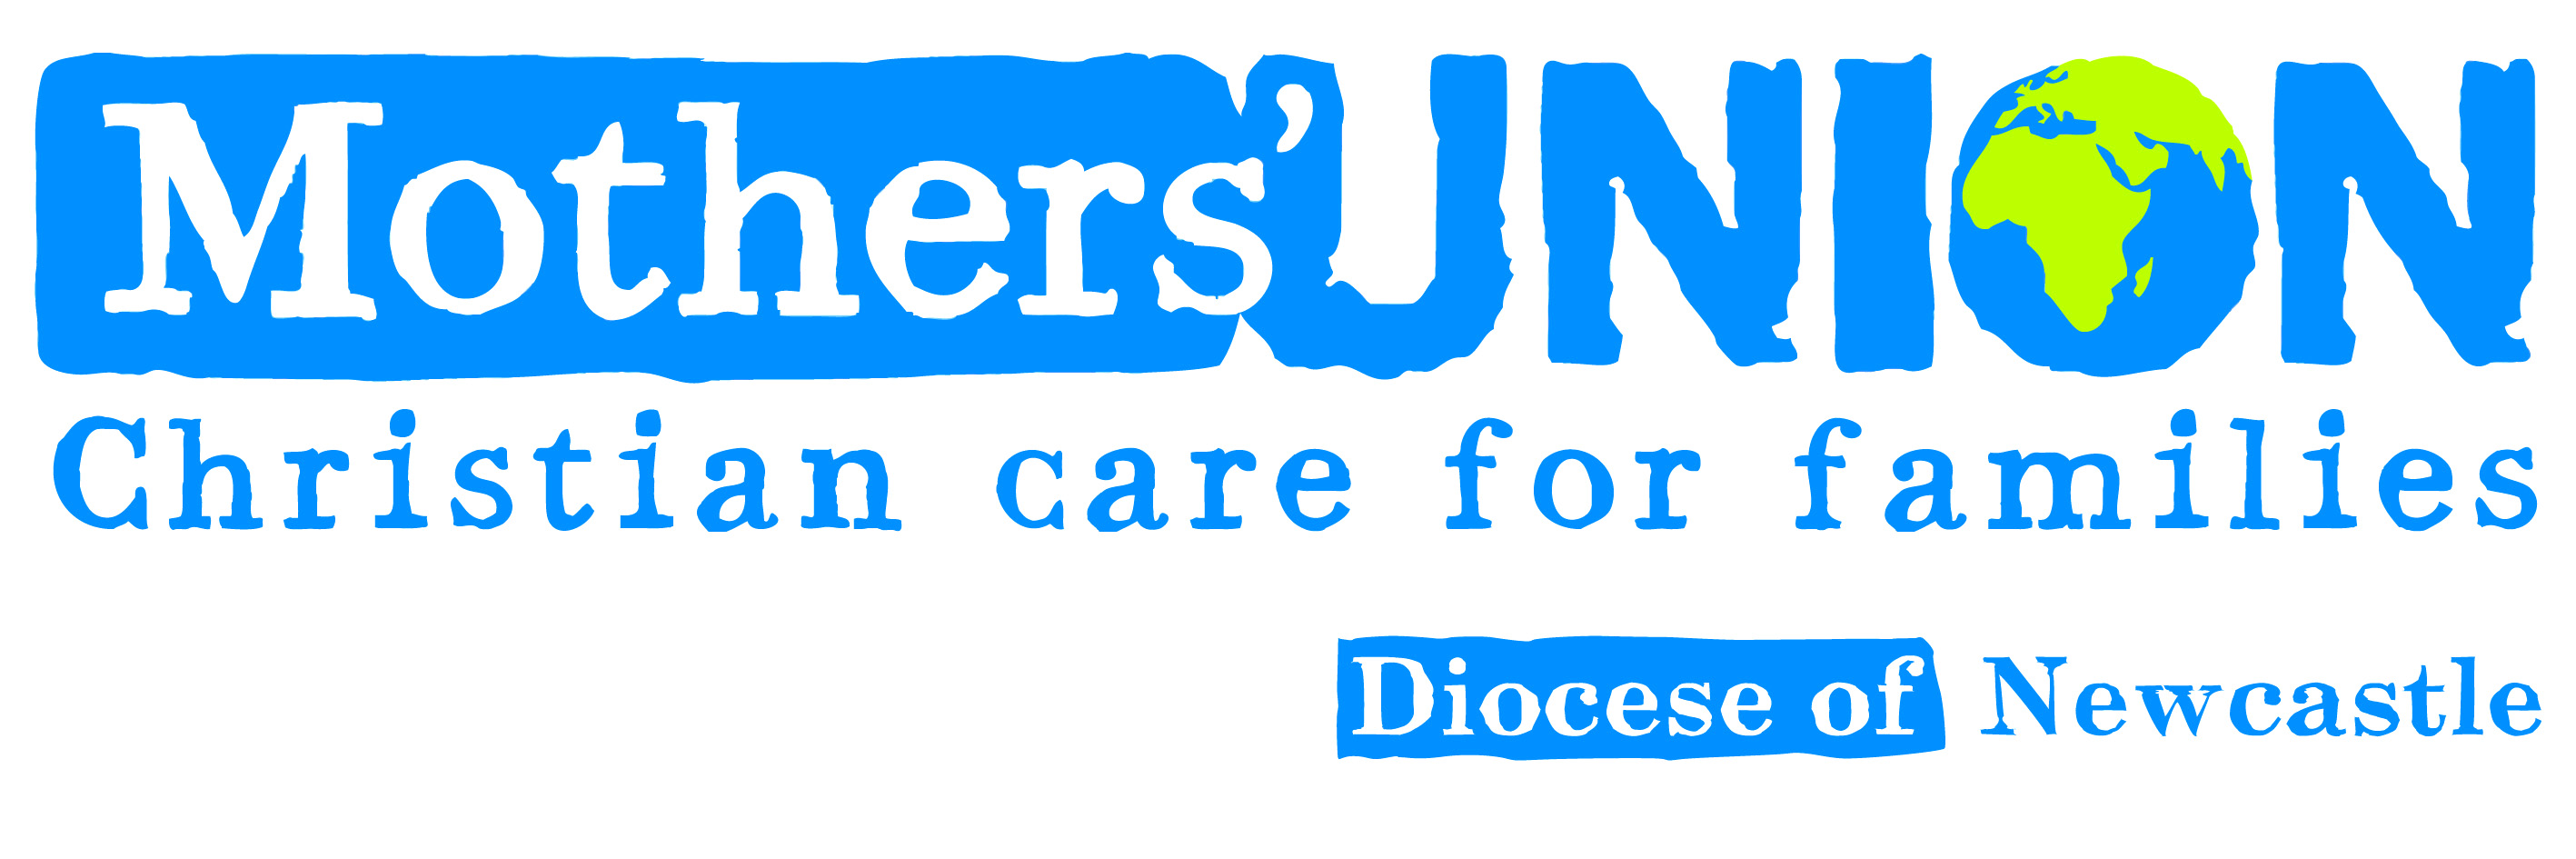 Mothers' UNION
Christian care for families
Diocese of Newcastle